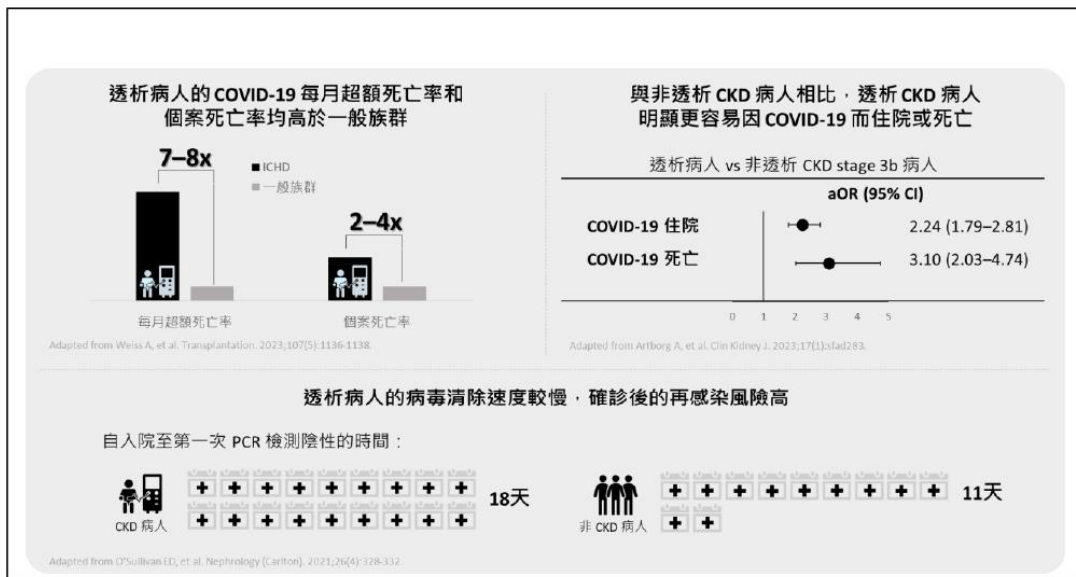 透析病人的 COVID-19 每月超額死亡率和
個案死亡率均高於一般族群
7–8x
ICHD
一般族群
2–4x
每月超額死亡率
個案死亡率
Adapted from Weiss A, et al. Transplantation. 2023;107(5):1136-1138.
與非透析 CKD 病人相比，透析 CKD 病人
明顯更容易因 COVID-19 而住院或死亡
透析病人 vs 非透析 CKD stage 3b 病人
aOR (95% CI)
COVID-19 住院 2.24 (1.79–2.81)
COVID-19 死亡 3.10 (2.03–4.74)
0 1 2 3 4 5
Adapted from Artborg A, et al. Clin Kidney J. 2023;17(1):sfad283.
透析病人的病毒清除速度較慢，確診後的再感染風險高
自入院至第一次 PCR 檢測陰性的時間：
18天
CKD 病人
11天
非 CKD 病人
Adapted from O'Sullivan ED, et al. Nephrology (Carlton). 2021;26(4):328-332.